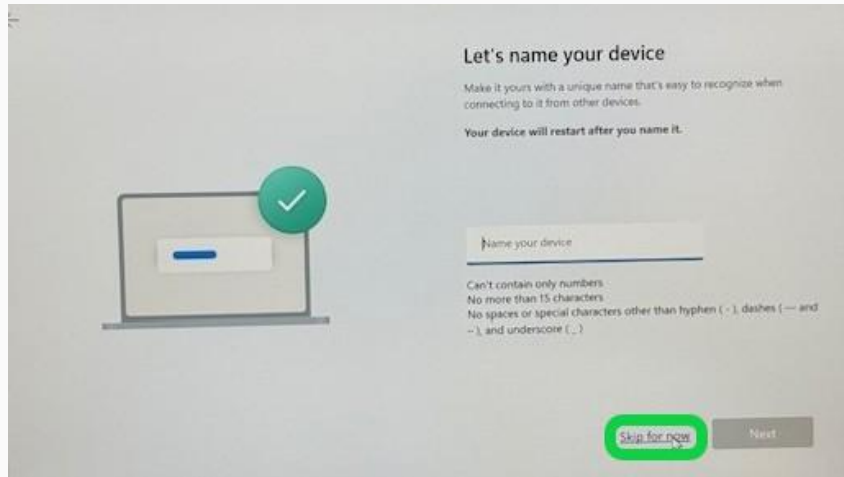 Let's name your device
Make it yours with a unique name that's easy to recognize when
connecting to it from other devices.
Your device will restart after you name it.
Name your device
Can't contain only numbers
No more than 15 characters
No spaces or special characters other than hyphen ( - ), dashes ( — and
– ), and underscore ( _ )
Skip for now
Next